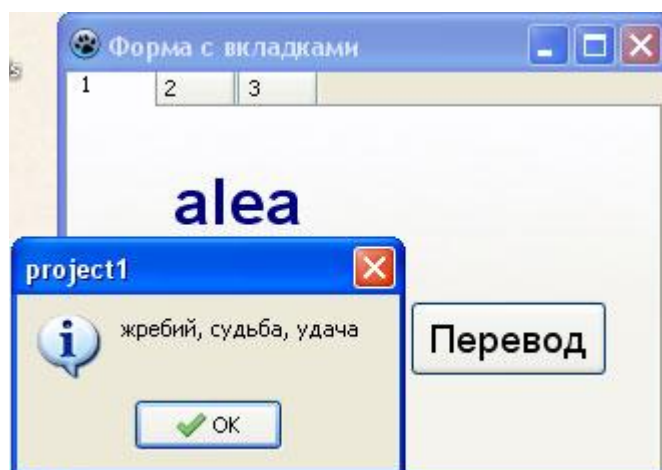 Форма с вкладками
1 2 3
alea
project1
жребий, судьба, удача
Перевод
OK